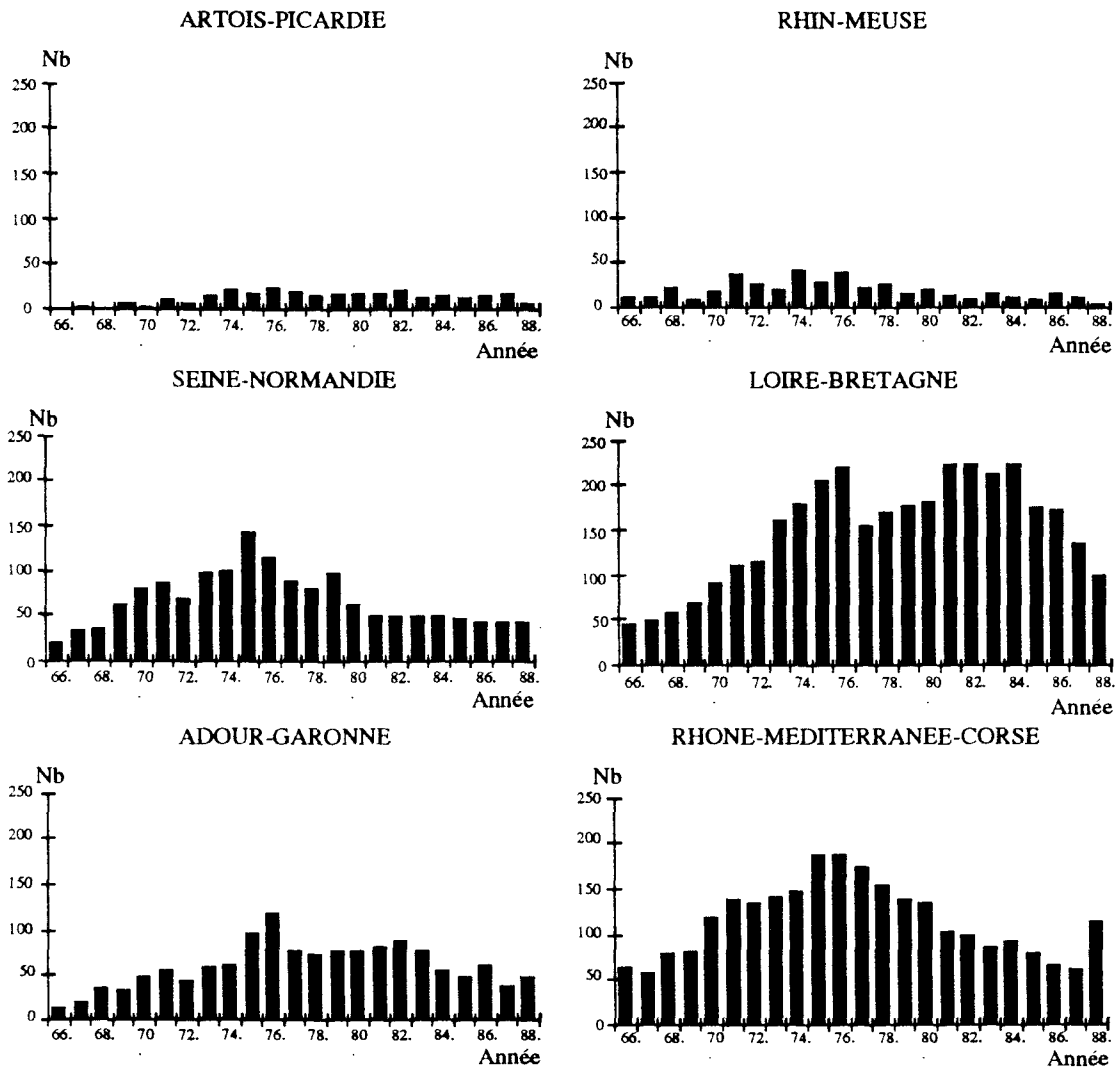 ARTOIS-PICARDIE
Nb
250
200
150
100
50
0
66. 68. 70 72. 74. 76. 78. 80 82. 84. 86. 88.
Année
RHIN-MEUSE
Nb
250
200
150
100
50
0
66. 68. 70 72. 74. 76. 78. 80 82. 84. 86. 88.
Année
SEINE-NORMANDIE
Nb
250
200
150
100
50
0
66. 68. 70 72. 74. 76. 78. 80 82. 84. 86. 88.
Année
LOIRE-BRETAGNE
Nb
250
200
150
100
50
0
66. 68. 70 72. 74. 76. 78. 80 82. 84. 86. 88.
Année
ADOUR-GARONNE
Nb
250
200
150
100
50
0
66. 68. 70 72. 74. 76. 78. 80 82. 84. 86. 88.
Année
RHONE-MEDITERRANEE-CORSE
Nb
250
200
150
100
50
0
66. 68. 70 72. 74. 76. 78. 80 82. 84. 86. 88.
Année